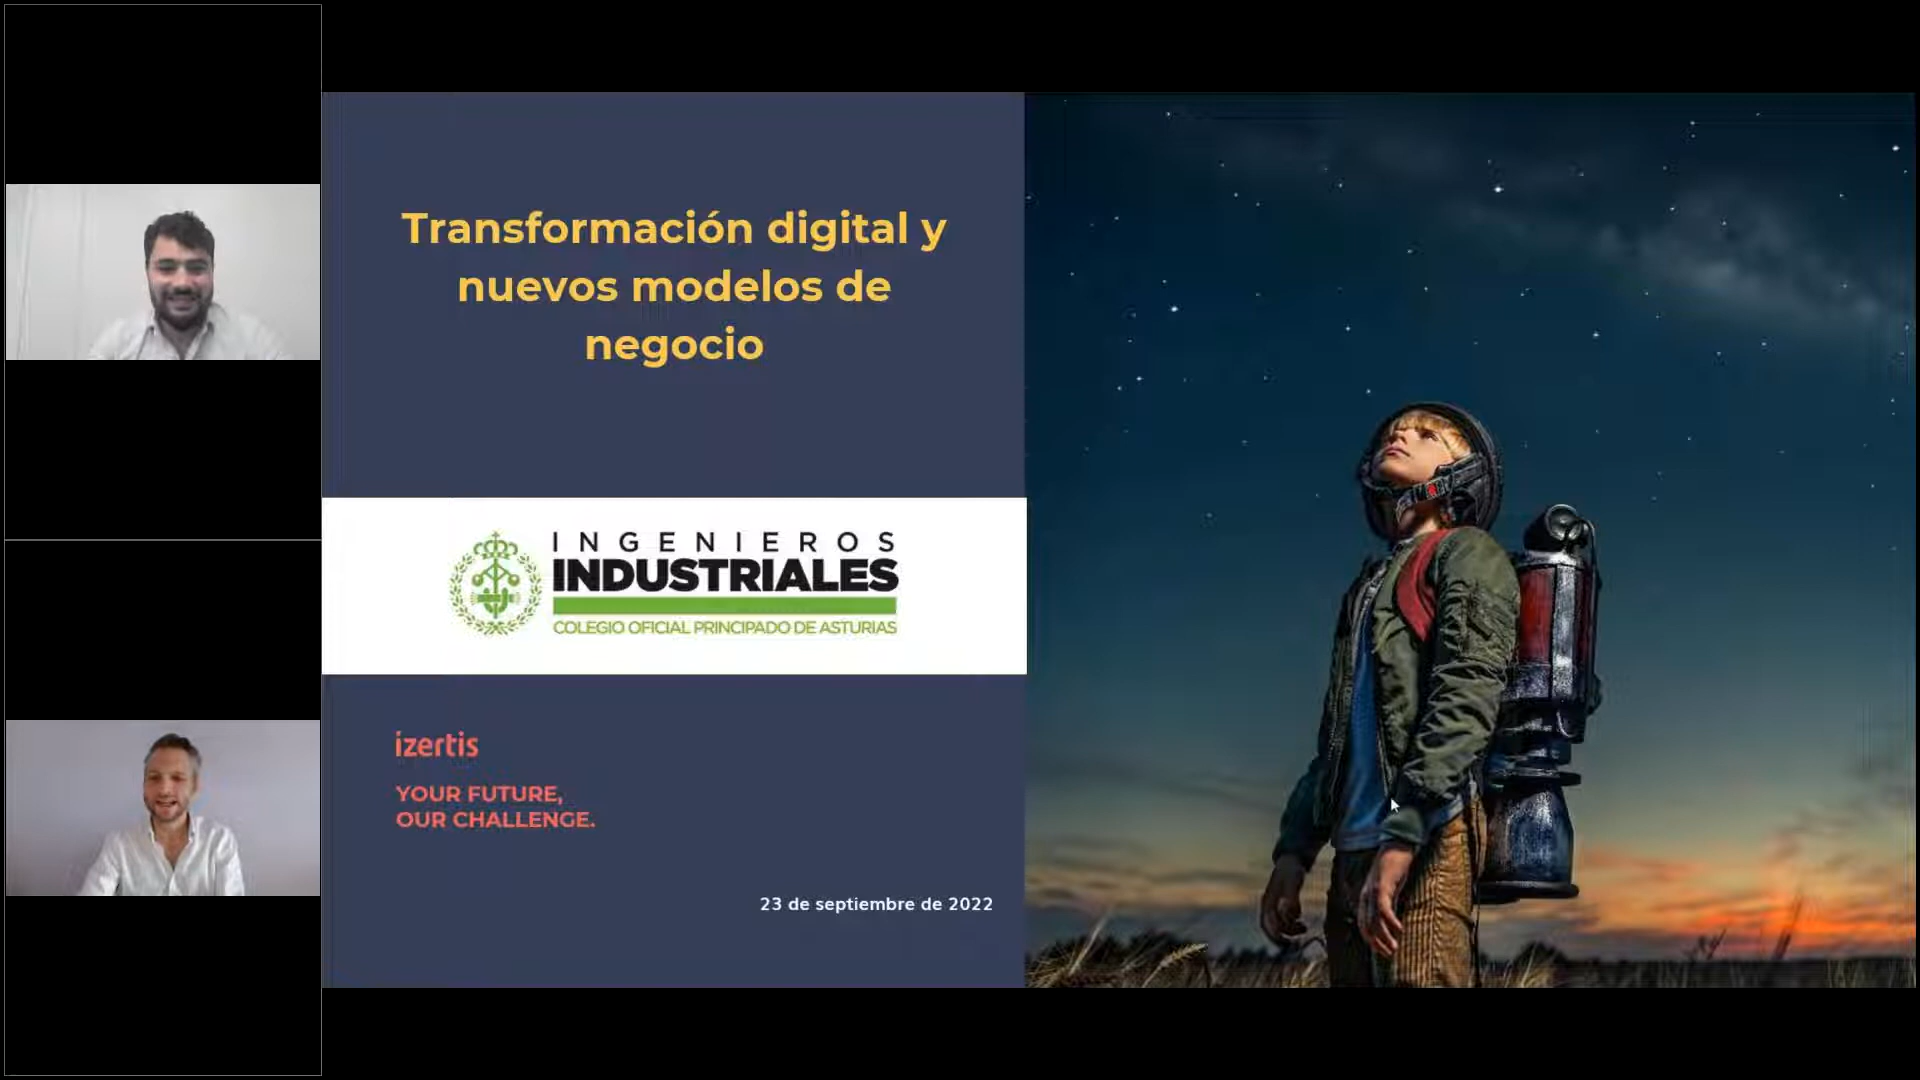 Transformación digital y
nuevos modelos de
negocio
INGENIEROS
INDUSTRIALES
COLEGIO OFICIAL PRINCIPADO DE ASTURIAS
izertis
YOUR FUTURE,
OUR CHALLENGE.
23 de septiembre de 2022